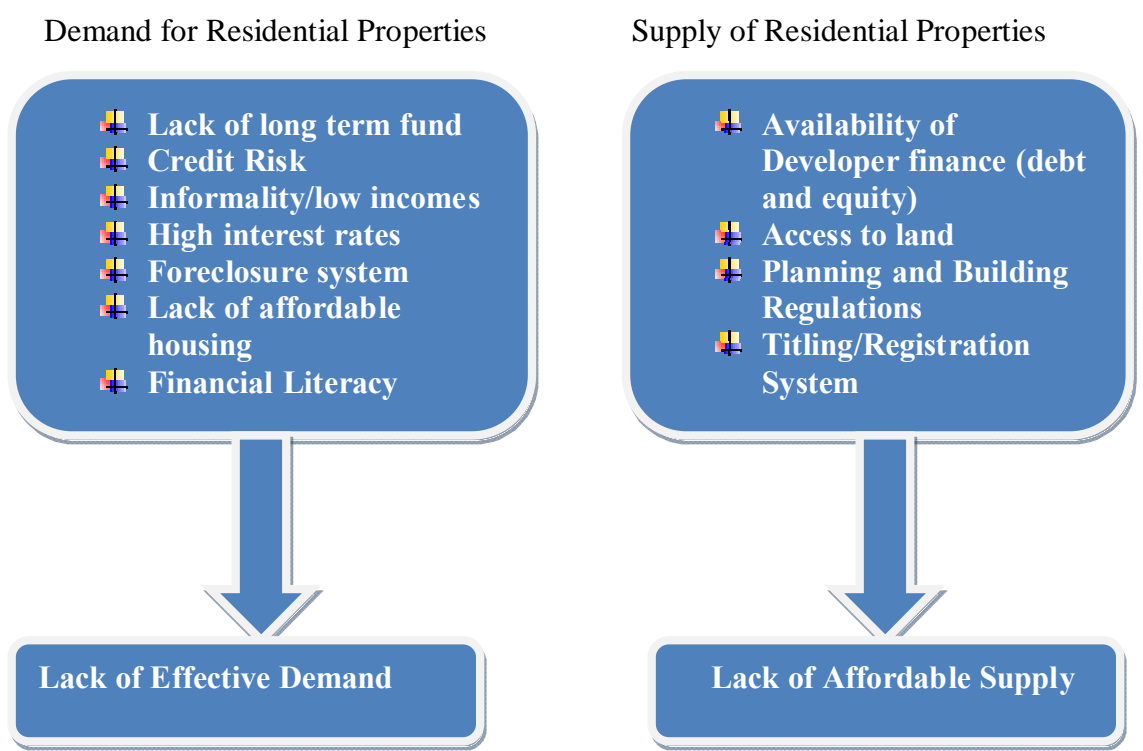 Demand for Residential Properties
Supply of Residential Properties
Lack of long term fund
Credit Risk
Informality/low incomes
High interest rates
Foreclosure system
Lack of affordable
housing
Financial Literacy
Availability of
Developer finance (debt
and equity)
Access to land
Planning and Building
Regulations
Titling/Registration
System
Lack of Effective Demand
Lack of Affordable Supply